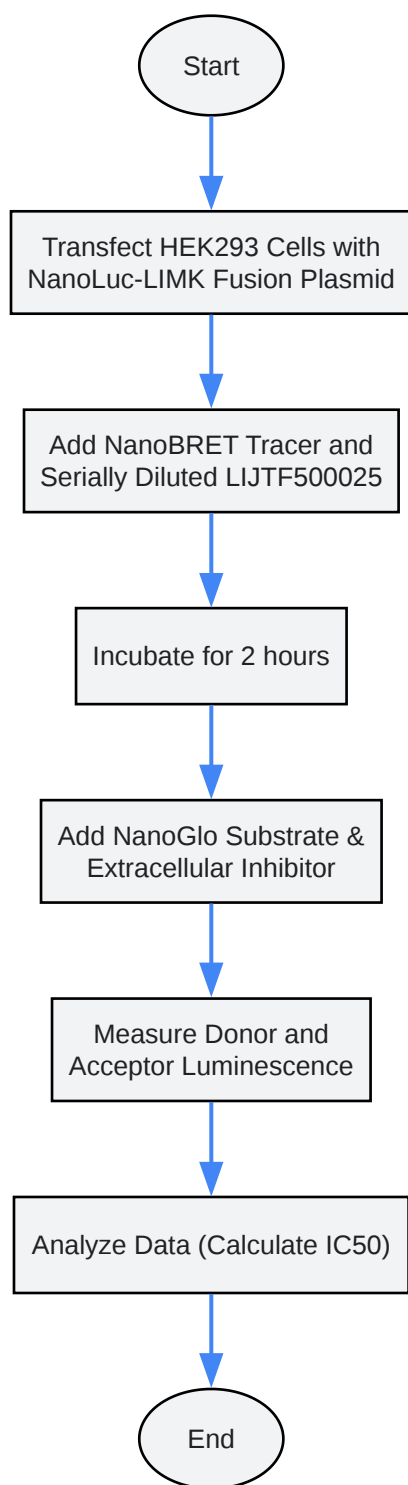 Start
Transfect HEK293 Cells with
NanoLuc-LIMK Fusion Plasmid
Add NanoBRET Tracer and
Serially Diluted LIJTF500025
Incubate for 2 hours
Add NanoGlo Substrate &
Extracellular Inhibitor
Measure Donor and
Acceptor Luminescence
Analyze Data (Calculate IC50)
End